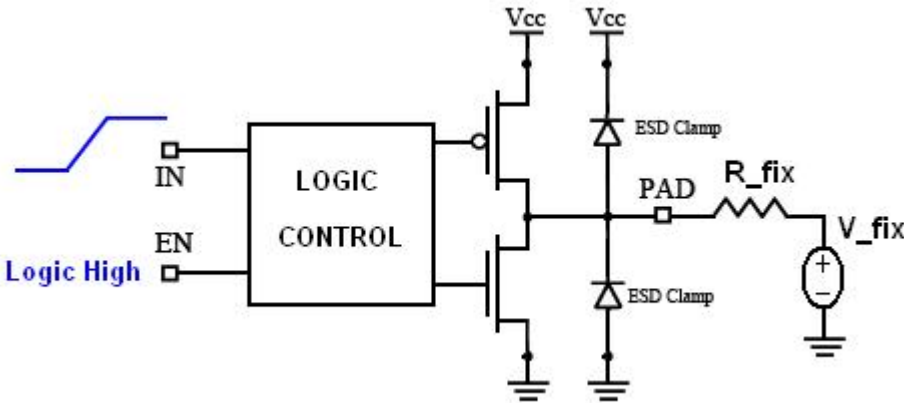 Vcc
Vcc
ESD Clamp
IN
LOGIC
CONTROL
PAD
R_fix
V_fix
EN
Logic High
ESD Clamp
+
−